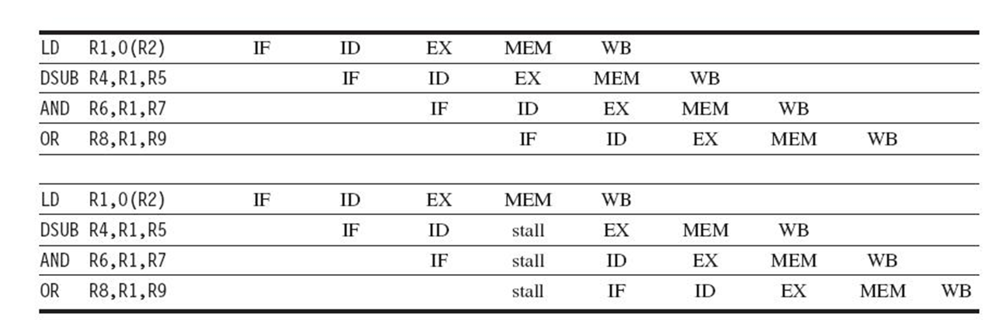 LD R1,0(R2) IF ID EX MEM WB
DSUB R4,R1,R5 IF ID EX MEM WB
AND R6,R1,R7 IF ID EX MEM WB
OR R8,R1,R9 IF ID EX MEM WB
LD R1,0(R2) IF ID EX MEM WB
DSUB R4,R1,R5 IF ID stall EX MEM WB
AND R6,R1,R7 IF stall ID EX MEM WB
OR R8,R1,R9 stall IF ID EX MEM WB